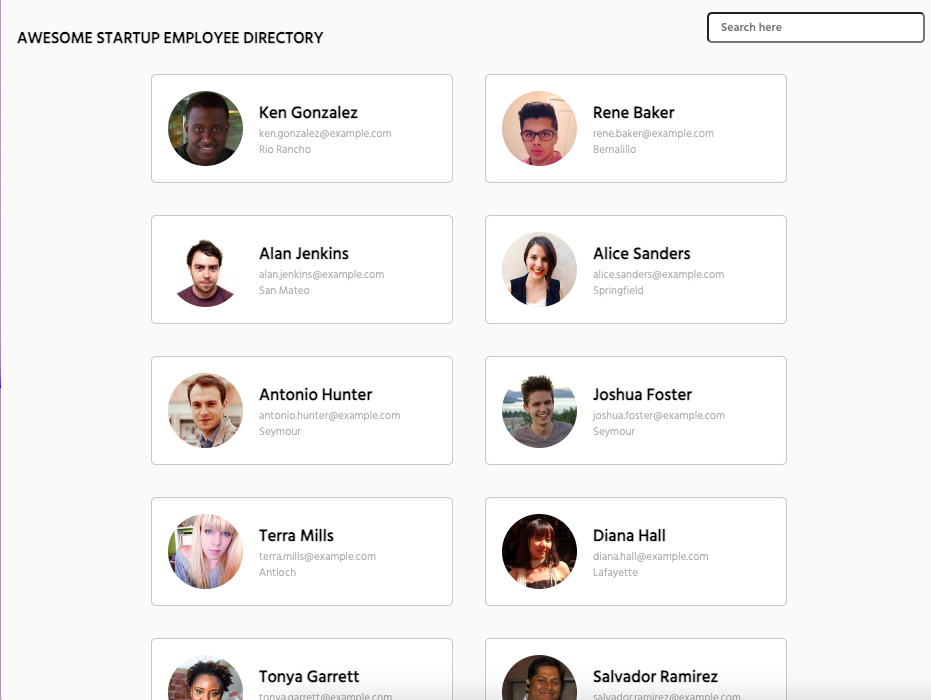 AWESOME STARTUP EMPLOYEE DIRECTORY
Search here
Ken Gonzalez
ken.gonzalez@example.com
Rio Rancho
Rene Baker
rene.baker@example.com
Bernalillo
Alan Jenkins
alan.jenkins@example.com
San Mateo
Alice Sanders
alice.sanders@example.com
Springfield
Antonio Hunter
antonio.hunter@example.com
Seymour
Joshua Foster
joshua.foster@example.com
Seymour
Terra Mills
terra.mills@example.com
Antioch
Diana Hall
diana.hall@example.com
Lafayette
Tonya Garrett
tonya.garrett@example.com
Salvador Ramirez
salvador.ramirez@example.com